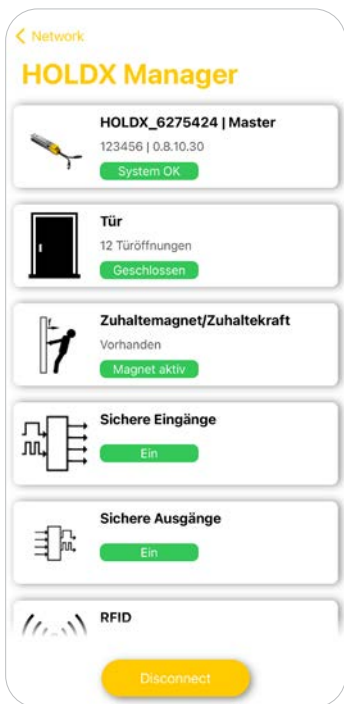 Network
HOLDX Manager
HOLDX_6275424 | Master
123456 | 0.8.10.30
System OK
Tür
12 Türöffnungen
Geschlossen
Zuhaltemagnet/Zuhaltekraft
Vorhanden
Magnet aktiv
Sichere Eingänge
Ein
Sichere Ausgänge
Ein
RFID
Disconnect